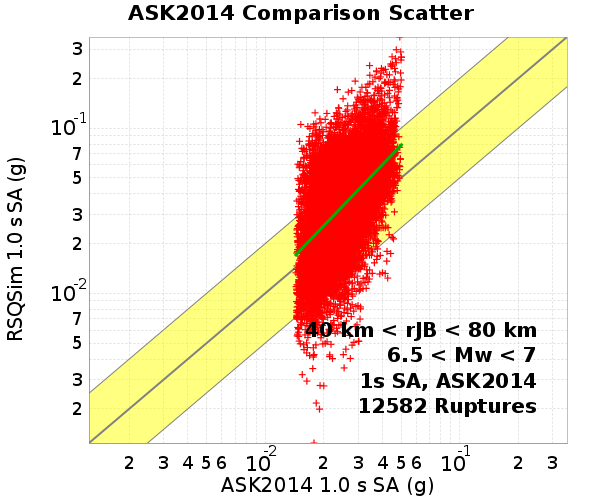 ASK2014 Comparison Scatter
3
2
10-1
7
5
3
2
10-2
7
5
3
2
RSQSim 1.0 s SA (g)
40 km < rJB < 80 km
6.5 < Mw < 7
1s SA, ASK2014
12582 Ruptures
2 3 4 5 6 10-2 2 3 4 5 6 10-1 2 3
ASK2014 1.0 s SA (g)